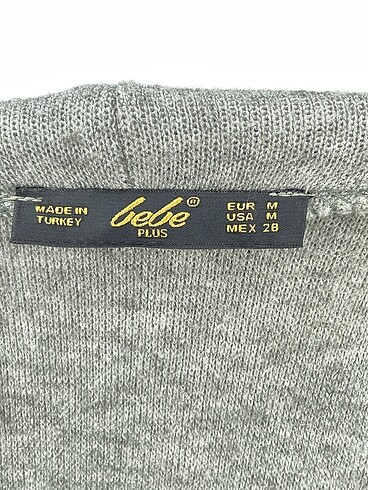 MADE IN
TURKEY
bebe®
PLUS
EUR M
USA M
MEX 28